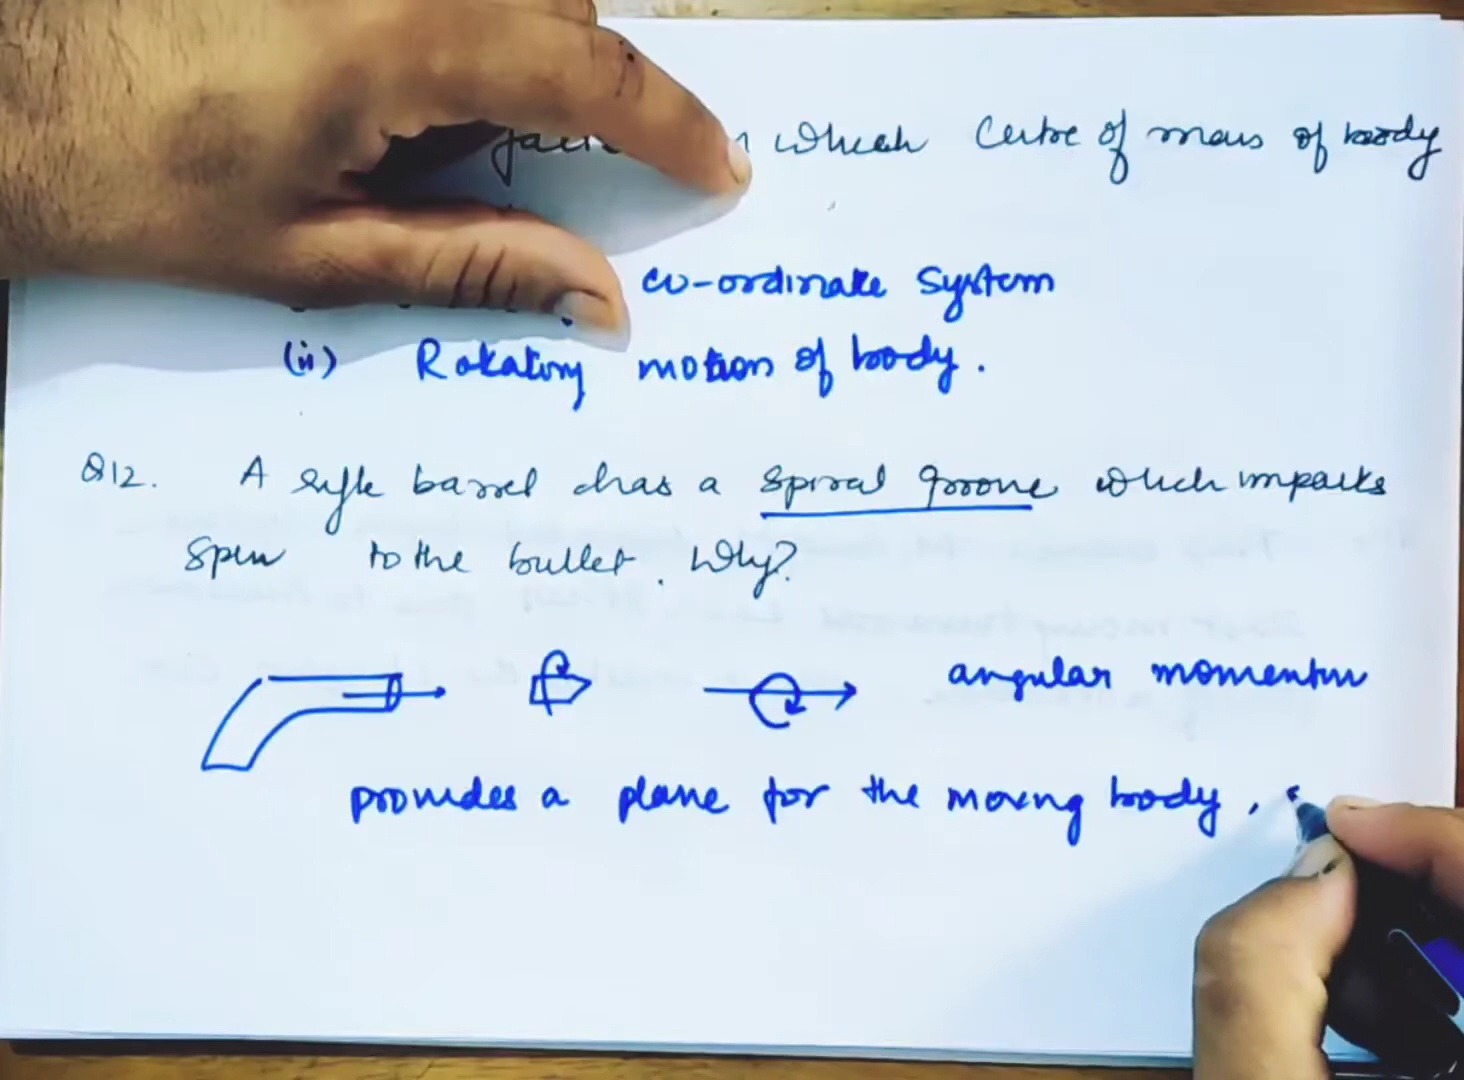 which Centre of mass of body
co-ordinate system
(ii) Rotatory motion of body.
Q12. A rifle barrel has a spiral groove which imparts
spin to the bullet. Why?
angular momentum
provides a plane for the moving body,